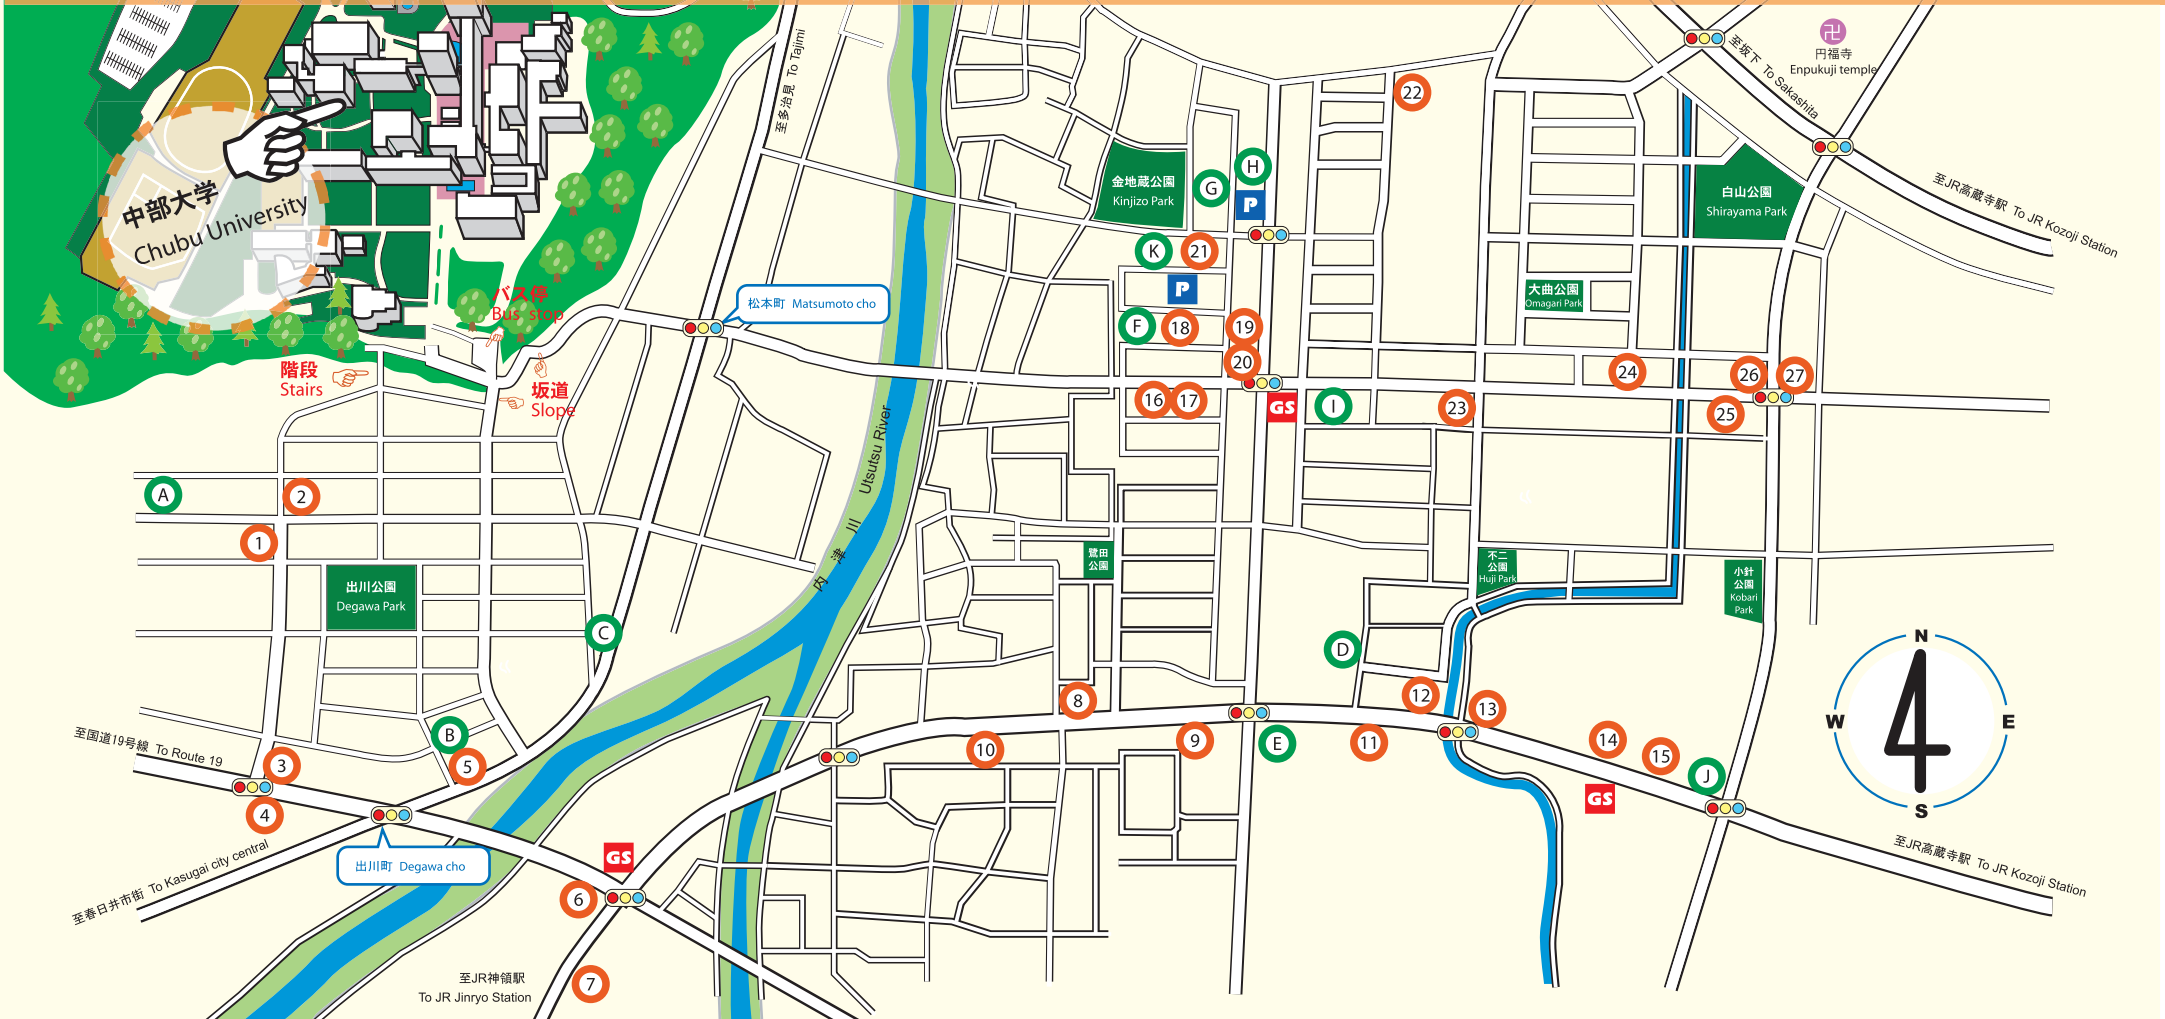 中部大学
Chubu University
至多治見 To Tajimi
卍
円福寺
Enpukuji temple
至坂下 To Sakashita
至JR高蔵寺駅 To JR Kozoji Station
22
金地蔵公園
Kinjizo Park
G
H
P
白山公園
Shirayama Park
K
21
P
大曲公園
Omagari Park
バス停
Bus stop
松本町 Matsumoto cho
F
18
19
20
階段
Stairs
坂道
Slope
16
17
GS
I
23
24
25
26
27
Utsutsu River
内津川
A
2
1
出川公園
Degawa Park
鷺田
公園
不二
公園
Huji Park
小針
公園
Kobari
Park
C
D
N
W
E
S
4
8
12
13
至国道19号線 To Route 19
B
5
3
4
9
10
E
11
14
15
J
GS
出川町 Degawa cho
至春日井市街 To Kasugai city central
GS
6
7
至JR神領駅
To JR Jinryo Station
至JR高蔵寺駅 To JR Kozoji Station